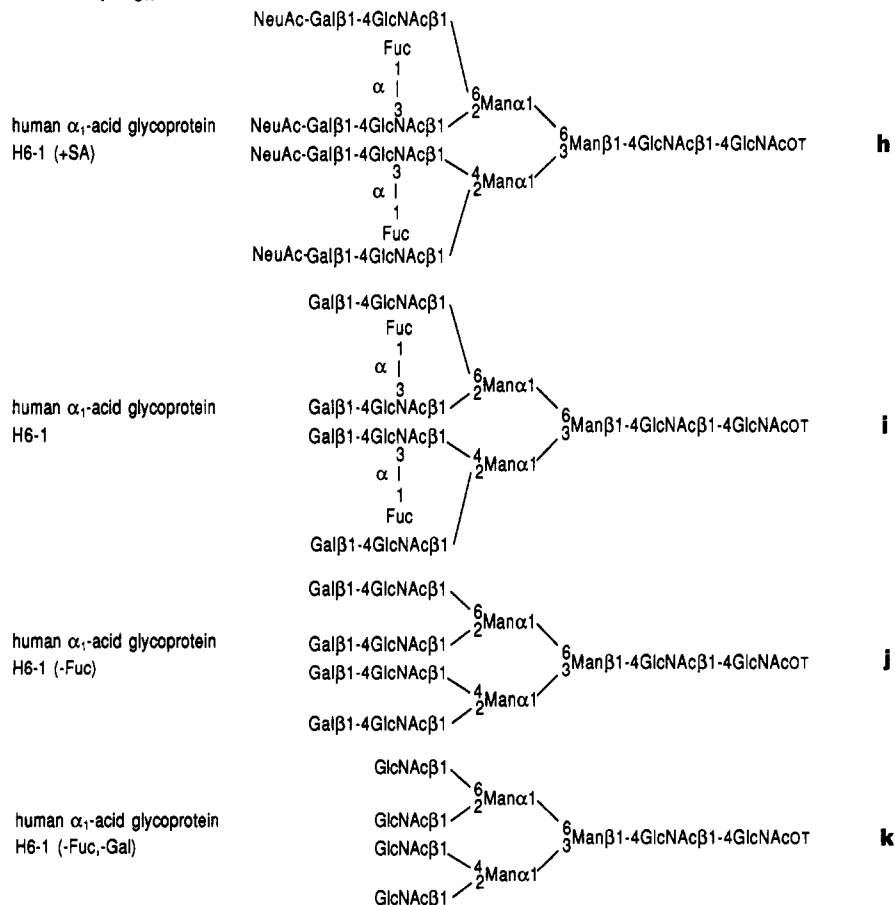 NeuAc-Galβ1-4GlcNAcβ1
Fuc
1
α |
3
6
2Manα1
human α1-acid glycoprotein
H6-1 (+SA)
NeuAc-Galβ1-4GlcNAcβ1
NeuAc-Galβ1-4GlcNAcβ1
6
3Manβ1-4GlcNAcβ1-4GlcNAcOT
h
3
α |
1
Fuc
4
2Manα1
NeuAc-Galβ1-4GlcNAcβ1
Galβ1-4GlcNAcβ1
Fuc
1
α |
3
6
2Manα1
human α1-acid glycoprotein
H6-1
Galβ1-4GlcNAcβ1
Galβ1-4GlcNAcβ1
6
3Manβ1-4GlcNAcβ1-4GlcNAcOT
i
3
α |
1
Fuc
4
2Manα1
Galβ1-4GlcNAcβ1
Galβ1-4GlcNAcβ1
6
2Manα1
human α1-acid glycoprotein
H6-1 (-Fuc)
Galβ1-4GlcNAcβ1
Galβ1-4GlcNAcβ1
6
3Manβ1-4GlcNAcβ1-4GlcNAcOT
j
4
2Manα1
Galβ1-4GlcNAcβ1
GlcNAcβ1
6
2Manα1
human α1-acid glycoprotein
H6-1 (-Fuc,-Gal)
GlcNAcβ1
GlcNAcβ1
6
3Manβ1-4GlcNAcβ1-4GlcNAcOT
k
4
2Manα1
GlcNAcβ1